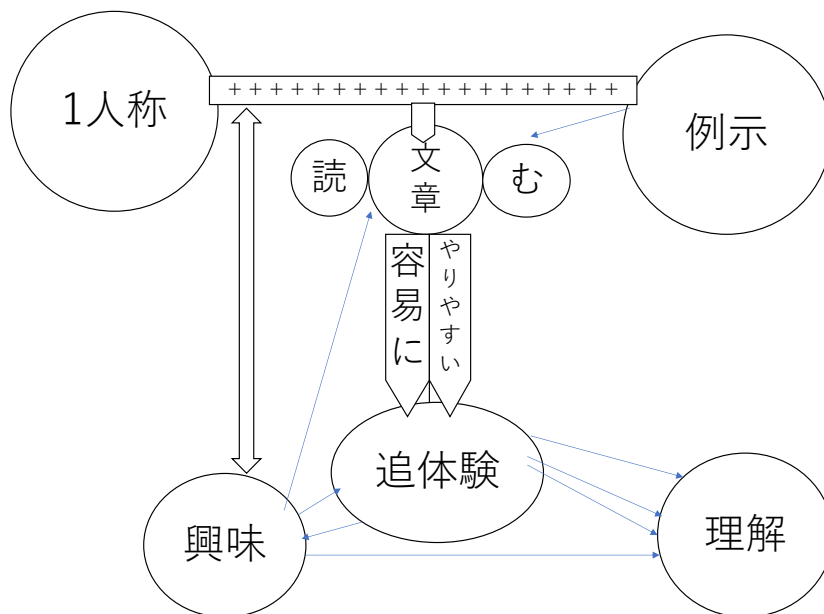 1人称
+ + + + + + + + + + + + + + + + + + +
例示
読
文章
む
容易に
やりやすい
追体験
興味
理解